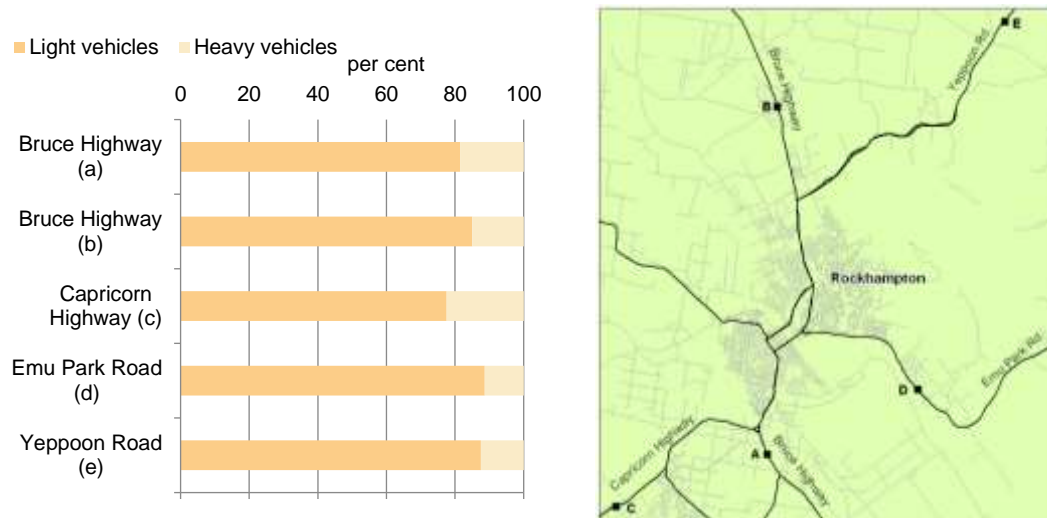 Light vehicles Heavy vehicles
per cent
0 20 40 60 80 100
Bruce Highway
(a)
Bruce Highway
(b)
Capricorn
Highway (c)
Emu Park Road
(d)
Yeppoon Road
(e)
E
Yeppoon Rd
Bruce Highway
B
Rockhampton
Emu Park Rd
D
Capricorn Highway
A
Bruce Highway
C